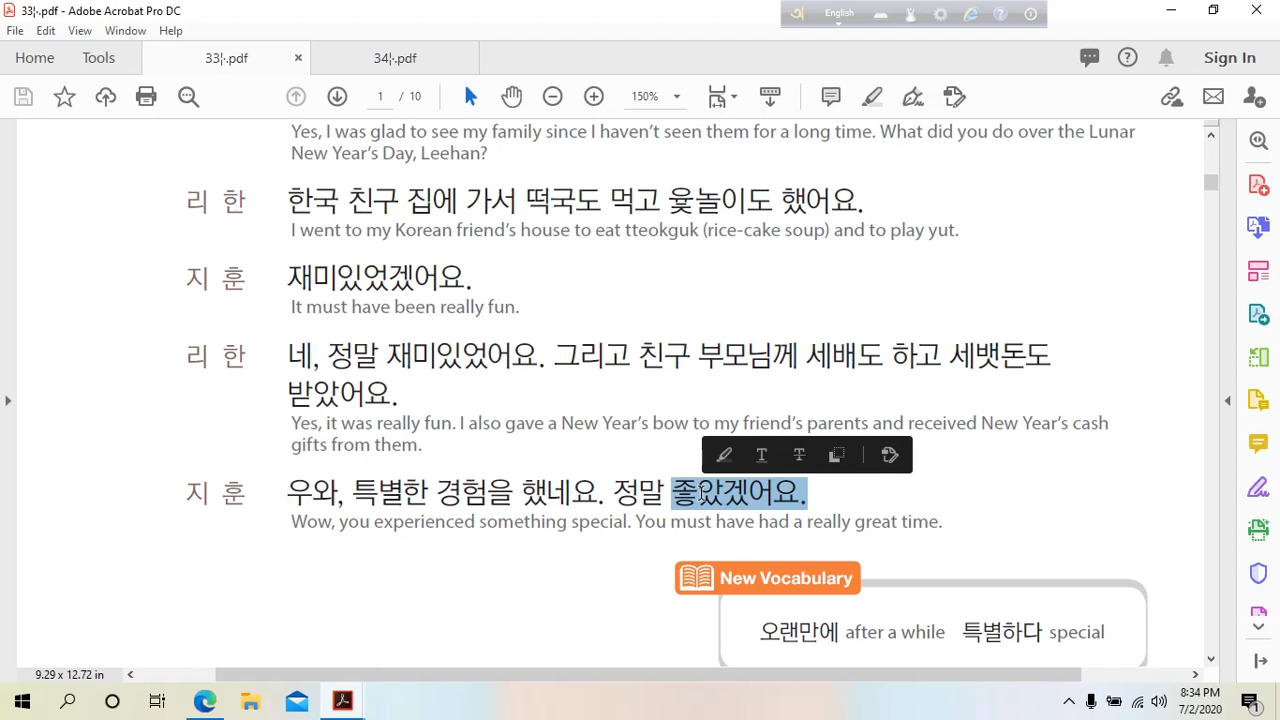 33¦·.pdf - Adobe Acrobat Pro DC
English
File Edit View Window Help
Home Tools 33¦·.pdf × 34¦·.pdf Sign In
1 / 10 150%
Yes, I was glad to see my family since I haven't seen them for a long time. What did you do over the Lunar
New Year's Day, Leehan?
리 한 한국 친구 집에 가서 떡국도 먹고 윷놀이도 했어요.
I went to my Korean friend's house to eat tteokguk (rice-cake soup) and to play yut.
지 훈 재미있었겠어요.
It must have been really fun.
리 한 네, 정말 재미있었어요. 그리고 친구 부모님께 세배도 하고 세뱃돈도
받았어요.
Yes, it was really fun. I also gave a New Year's bow to my friend's parents and received New Year's cash
gifts from them.
지 훈 우와, 특별한 경험을 했네요. 정말 좋았겠어요.
Wow, you experienced something special. You must have had a really great time.
New Vocabulary
오랜만에 after a while 특별하다 special
9.29 x 12.72 in
8:34 PM
7/2/2020